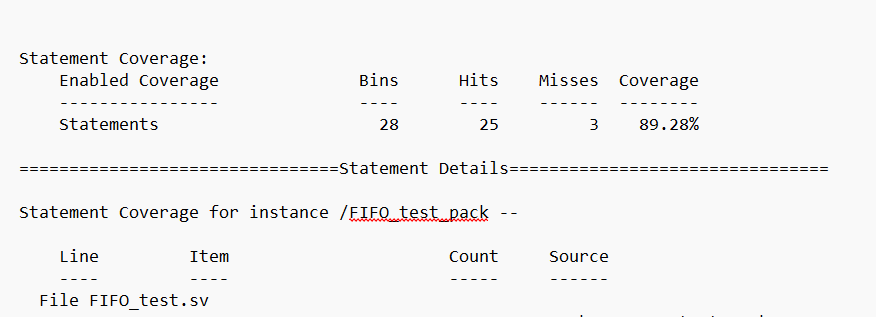 Statement Coverage:
Enabled Coverage Bins Hits Misses Coverage
---------------- ---- ---- ------ --------
Statements 28 25 3 89.28%
================================Statement Details================================
Statement Coverage for instance /FIFO_test_pack --
Line Item Count Source
---- ---- ----- ------
File FIFO_test.sv